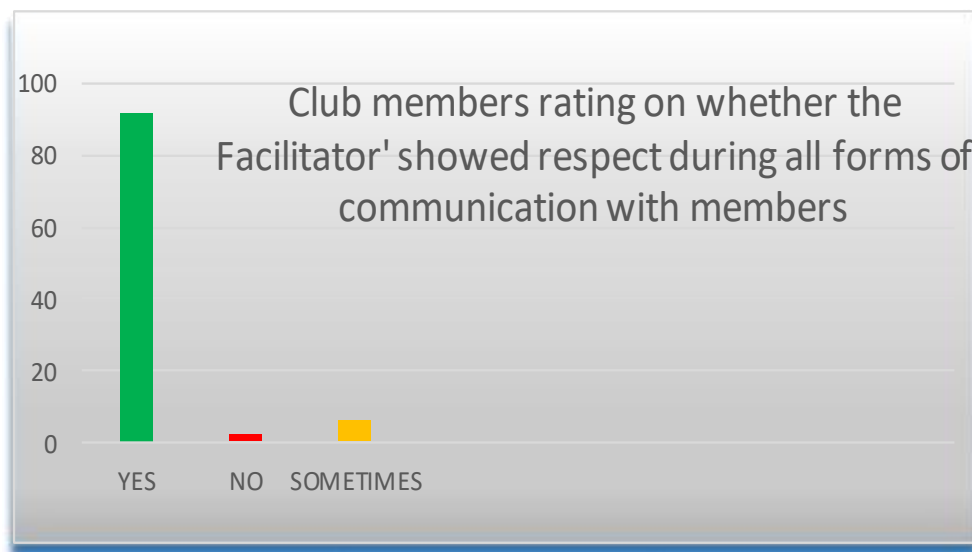 Club members rating on whether the
Facilitator' showed respect during all forms of
communication with members
100
80
60
40
20
0
YES NO SOMETIMES